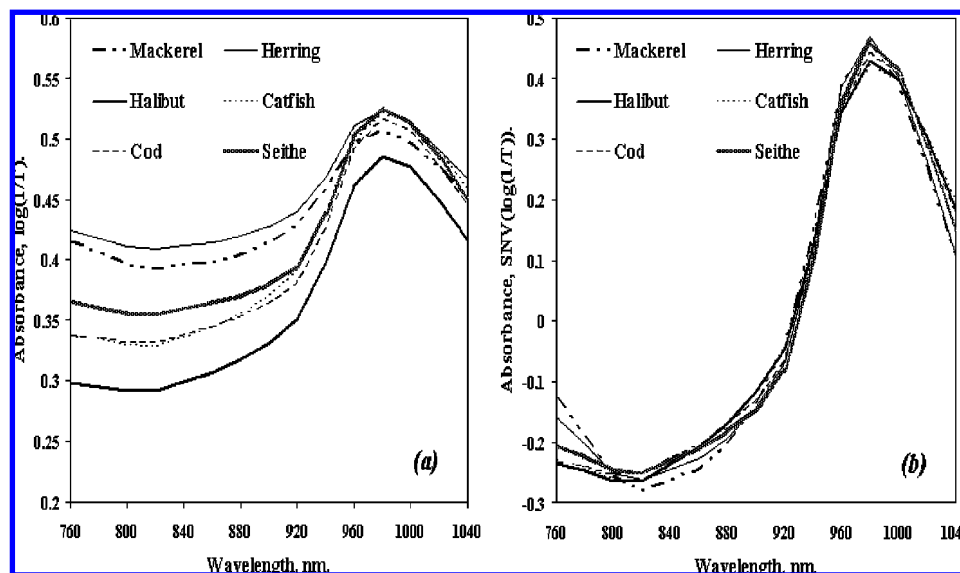 0.6
0.55
0.5
0.45
0.4
0.35
0.3
0.25
0.2
Absorbance, log(1/T).
Mackerel
Herring
Halibut
Catfish
Cod
Seithe
(a)
760 800 840 880 920 960 1000 1040
Wavelength, nm.
0.5
0.4
0.3
0.2
0.1
0
-0.1
-0.2
-0.3
Absorbance, SNV(log(1/T)).
Mackerel
Herring
Halibut
Catfish
Cod
Seithe
(b)
760 800 840 880 920 960 1000 104
Wavelength, nm.